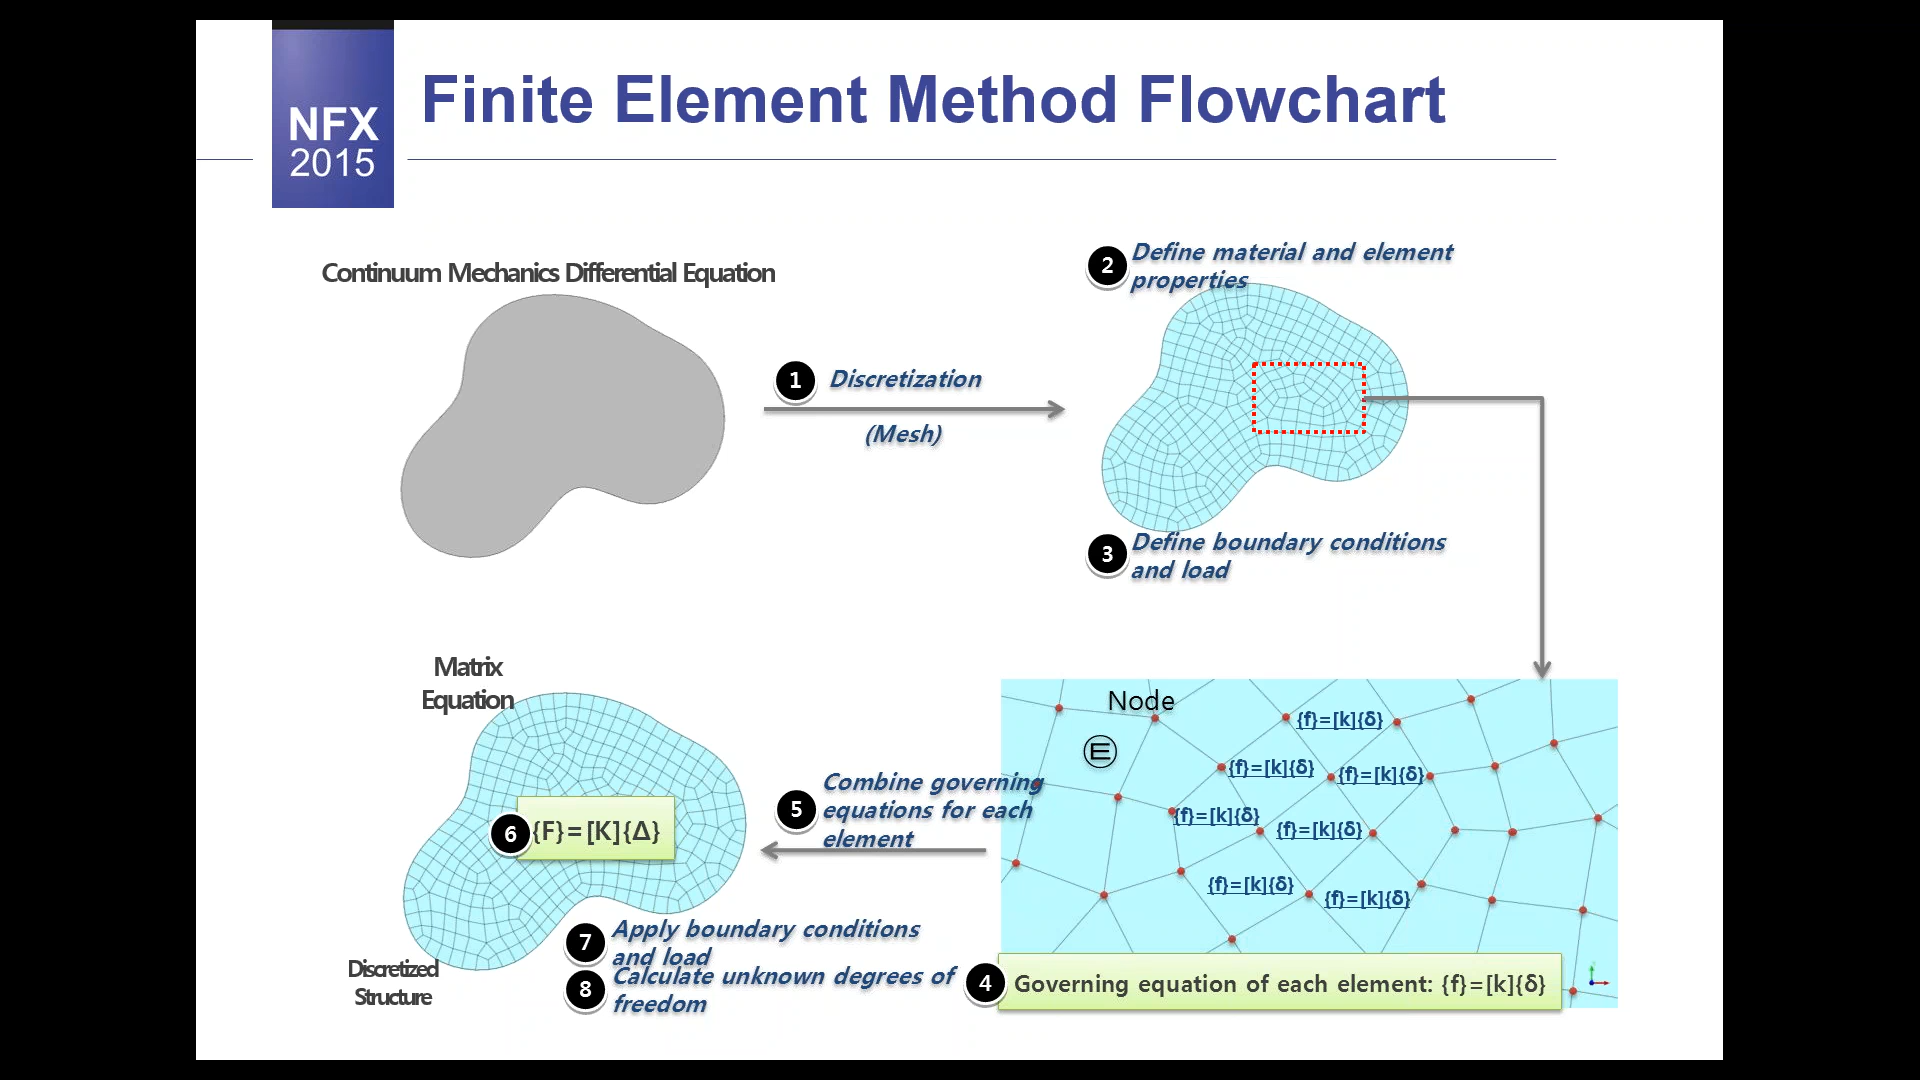 NFX
2015
Finite Element Method Flowchart
Continuum Mechanics Differential Equation
1
Discretization
(Mesh)
2
Define material and element
properties
3
Define boundary conditions
and load
Node
E
{f}=[k]{δ}
{f}=[k]{δ}
{f}=[k]{δ}
{f}=[k]{δ}
{f}=[k]{δ}
{f}=[k]{δ}
{f}=[k]{δ}
4
Governing equation of each element: {f}=[k]{δ}
5
Combine governing
equations for each
element
Matrix
Equation
6
{F}=[K]{Δ}
Discretized
Structure
7
Apply boundary conditions
and load
8
Calculate unknown degrees of
freedom